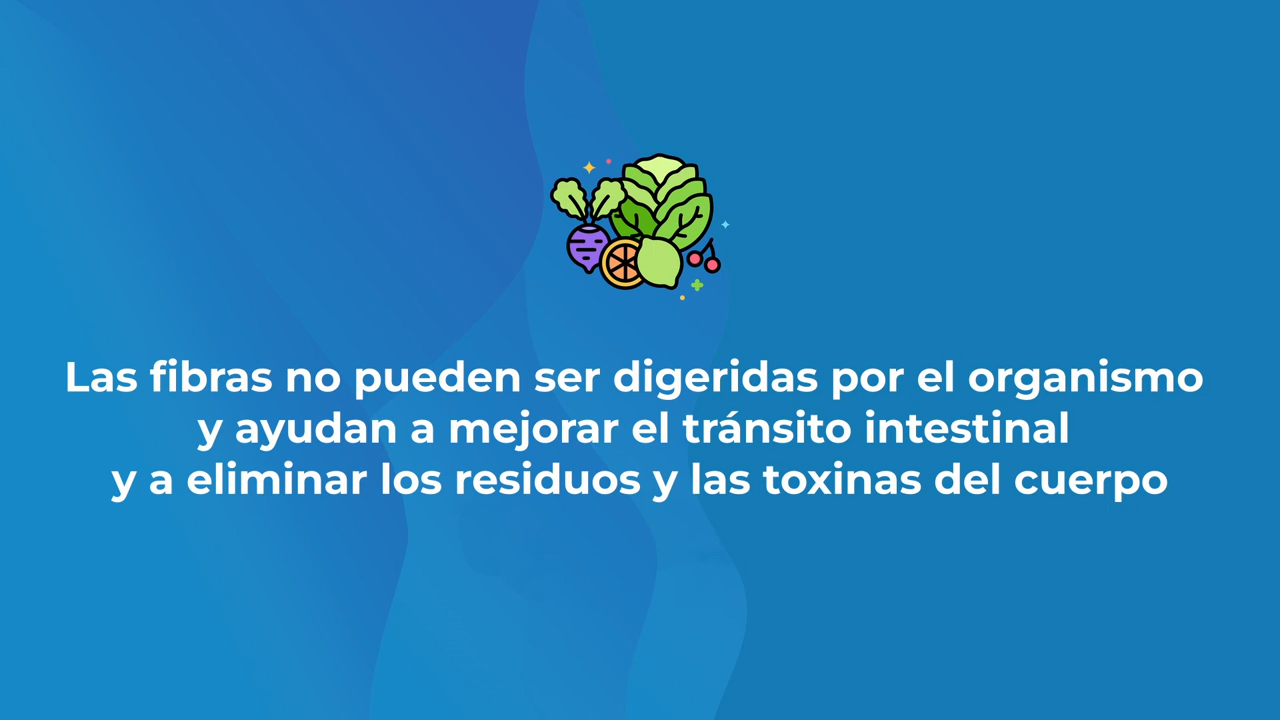 Las fibras no pueden ser digeridas por el organismo
y ayudan a mejorar el tránsito intestinal
y a eliminar los residuos y las toxinas del cuerpo